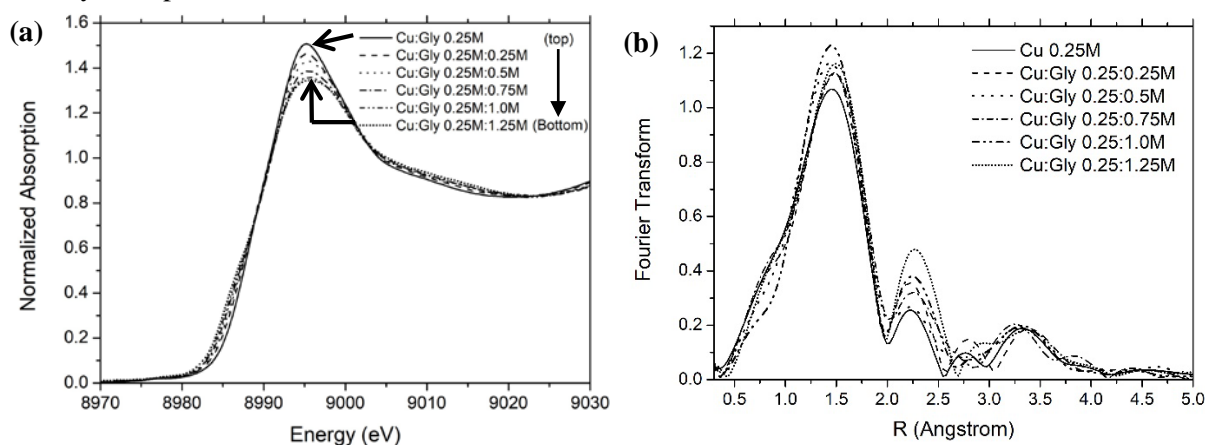 (a)
1.6
1.4
1.2
1.0
0.8
0.6
0.4
0.2
0.0
Normalized Absorption
8970 8980 8990 9000 9010 9020 9030
Energy (eV)
Cu:Gly 0.25M (top)
Cu:Gly 0.25M:0.25M
Cu:Gly 0.25M:0.5M
Cu:Gly 0.25M:0.75M
Cu:Gly 0.25M:1.0M
Cu:Gly 0.25M:1.25M (Bottom)
(b)
1.2
1.0
0.8
0.6
0.4
0.2
0.0
Fourier Transform
0.5 1.0 1.5 2.0 2.5 3.0 3.5 4.0 4.5 5.0
R (Angstrom)
Cu 0.25M
Cu:Gly 0.25:0.25M
Cu:Gly 0.25:0.5M
Cu:Gly 0.25:0.75M
Cu:Gly 0.25:1.0M
Cu:Gly 0.25:1.25M